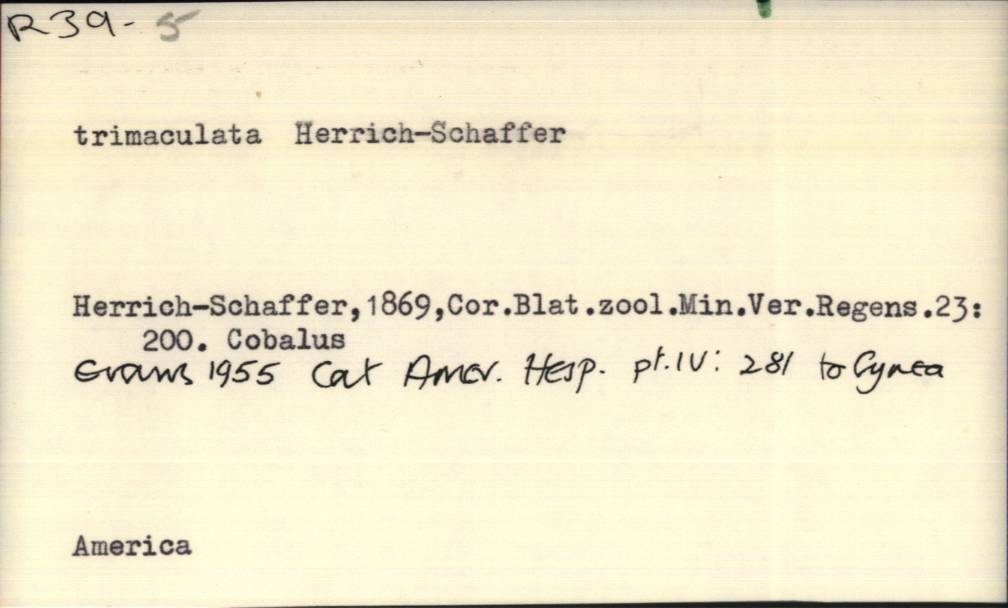 R39-5
trimaculata Herrich-Schaffer
Herrich-Schaffer,1869,Cor.Blat.zool.Min.Ver.Regens.23:
200. Cobalus
Evans 1955 Cat Amer. Hesp. pt.IV: 281 to Cynea
America